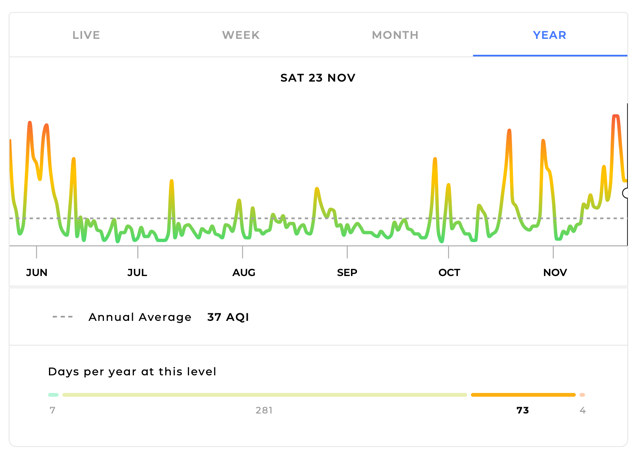 LIVE WEEK MONTH YEAR
SAT 23 NOV
JUN JUL AUG SEP OCT NOV
Annual Average 37 AQI
Days per year at this level
7 281 73 4